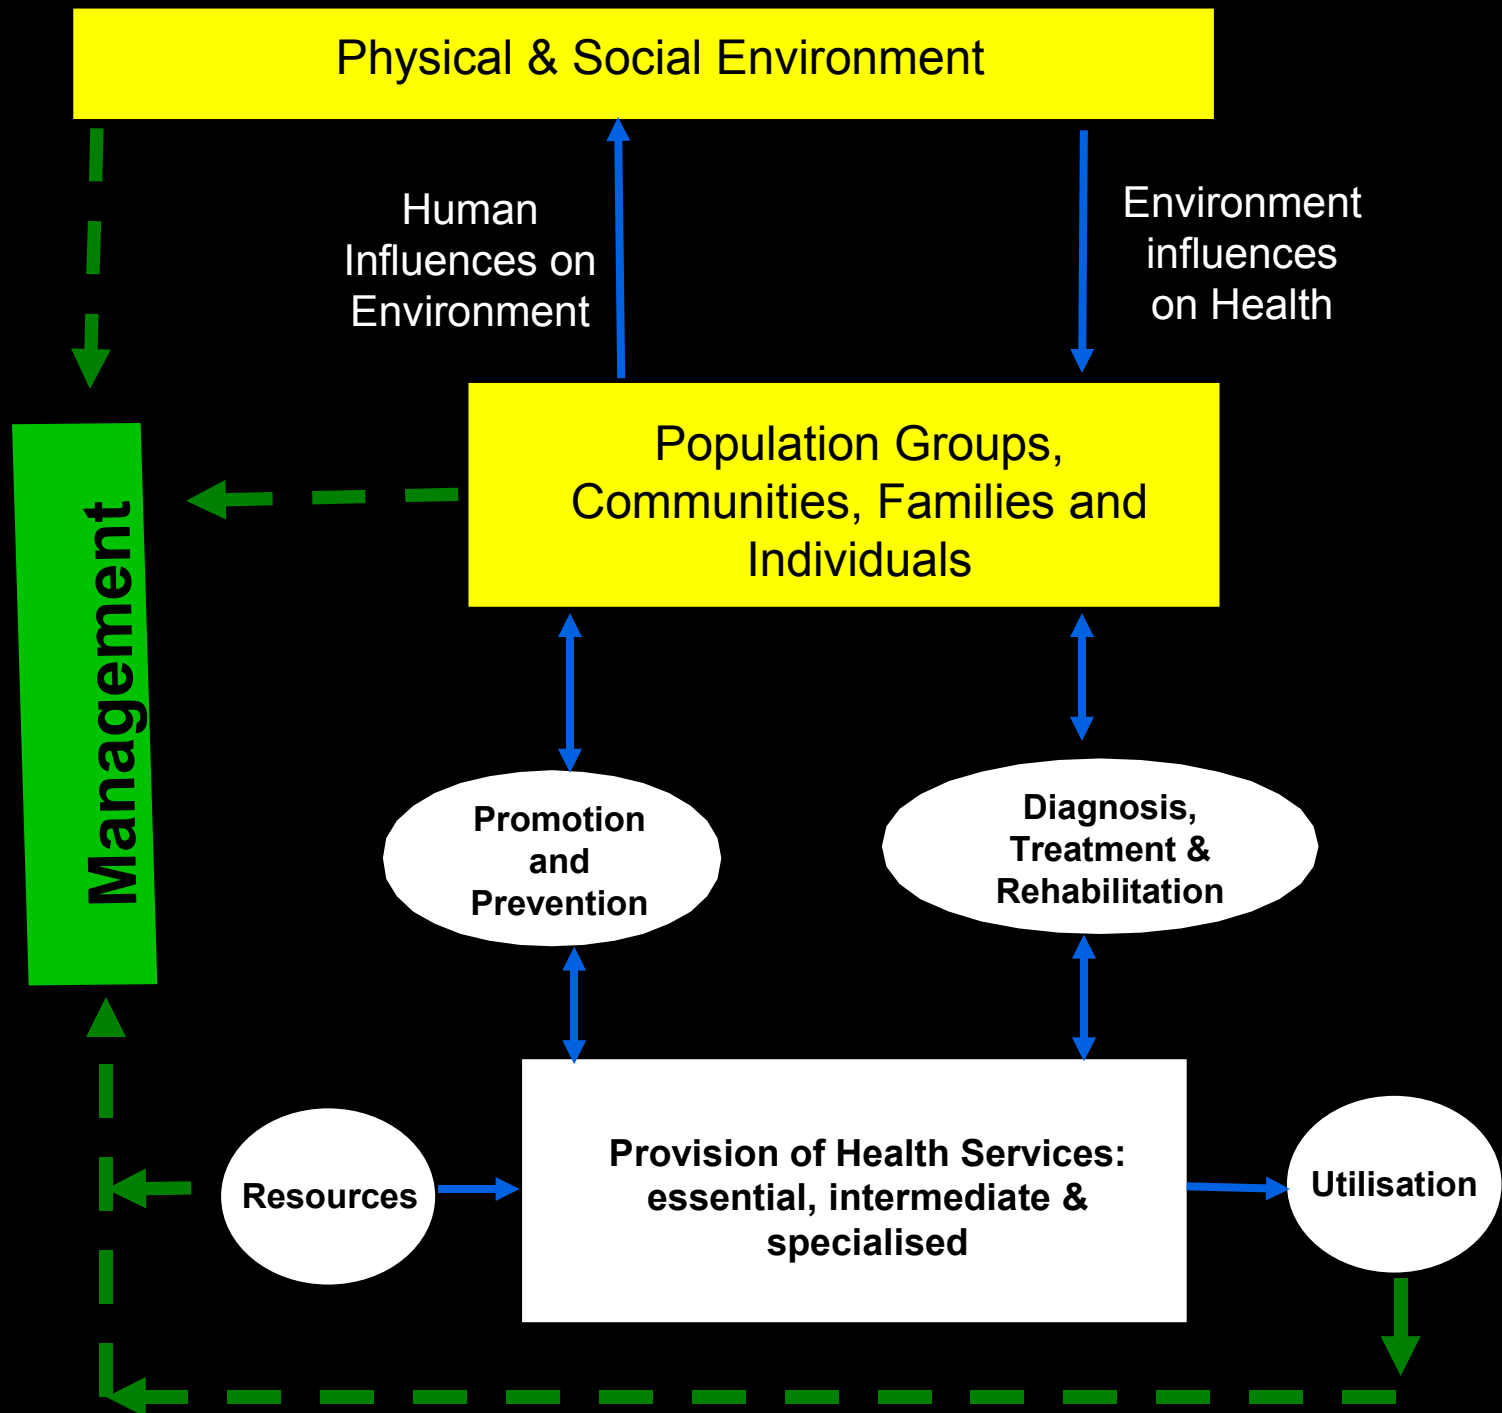 Physical & Social Environment
Human
Influences on
Environment
Environment
influences
on Health
Population Groups,
Communities, Families and
Individuals
Management
Promotion
and
Prevention
Diagnosis,
Treatment &
Rehabilitation
Resources
Provision of Health Services:
essential, intermediate &
specialised
Utilisation